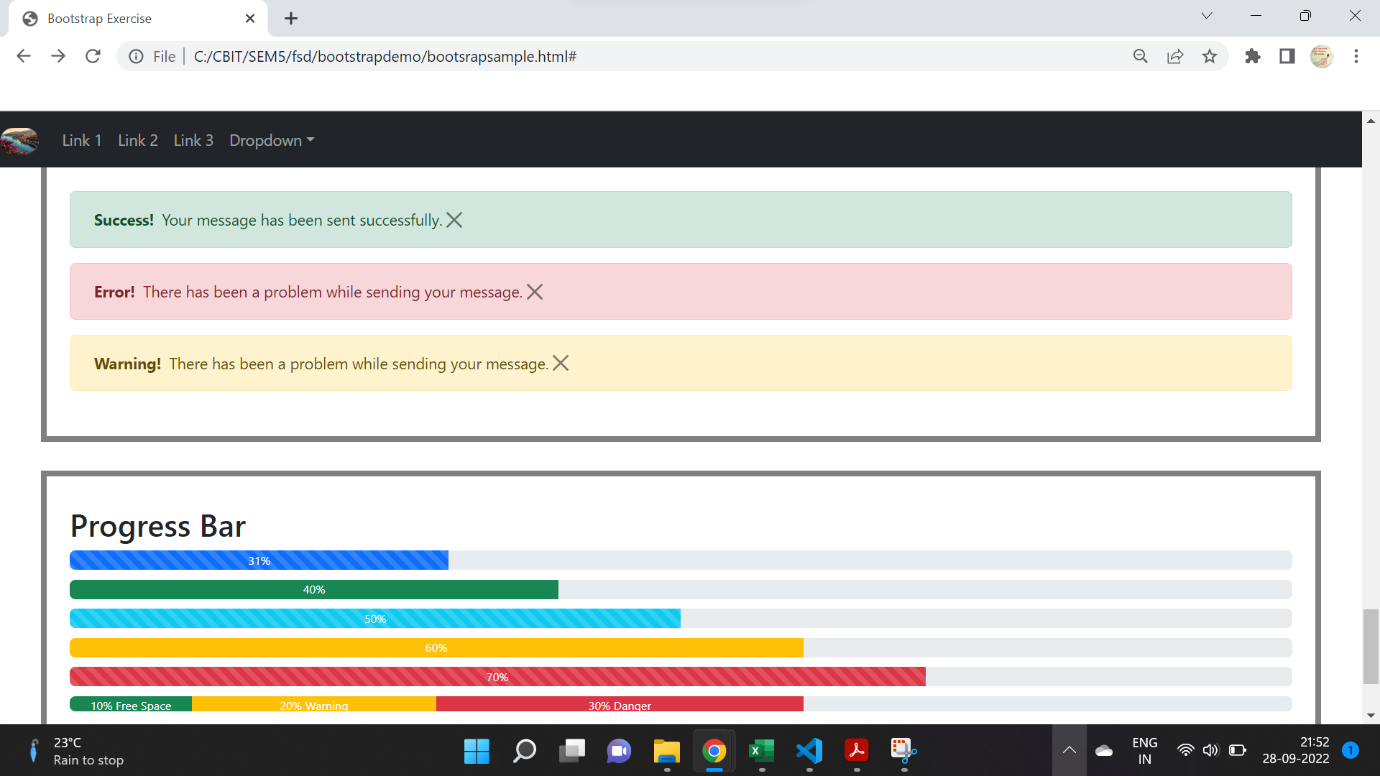 Bootstrap Exercise
File | C:/CBIT/SEM5/fsd/bootstrapdemo/bootsrapsample.html#
Link 1 Link 2 Link 3 Dropdown
Success! Your message has been sent successfully.
Error! There has been a problem while sending your message.
Warning! There has been a problem while sending your message.
Progress Bar
31%
40%
50%
60%
70%
10% Free Space 20% Warning 30% Danger
23°C
Rain to stop
ENG
IN
21:52
28-09-2022
1